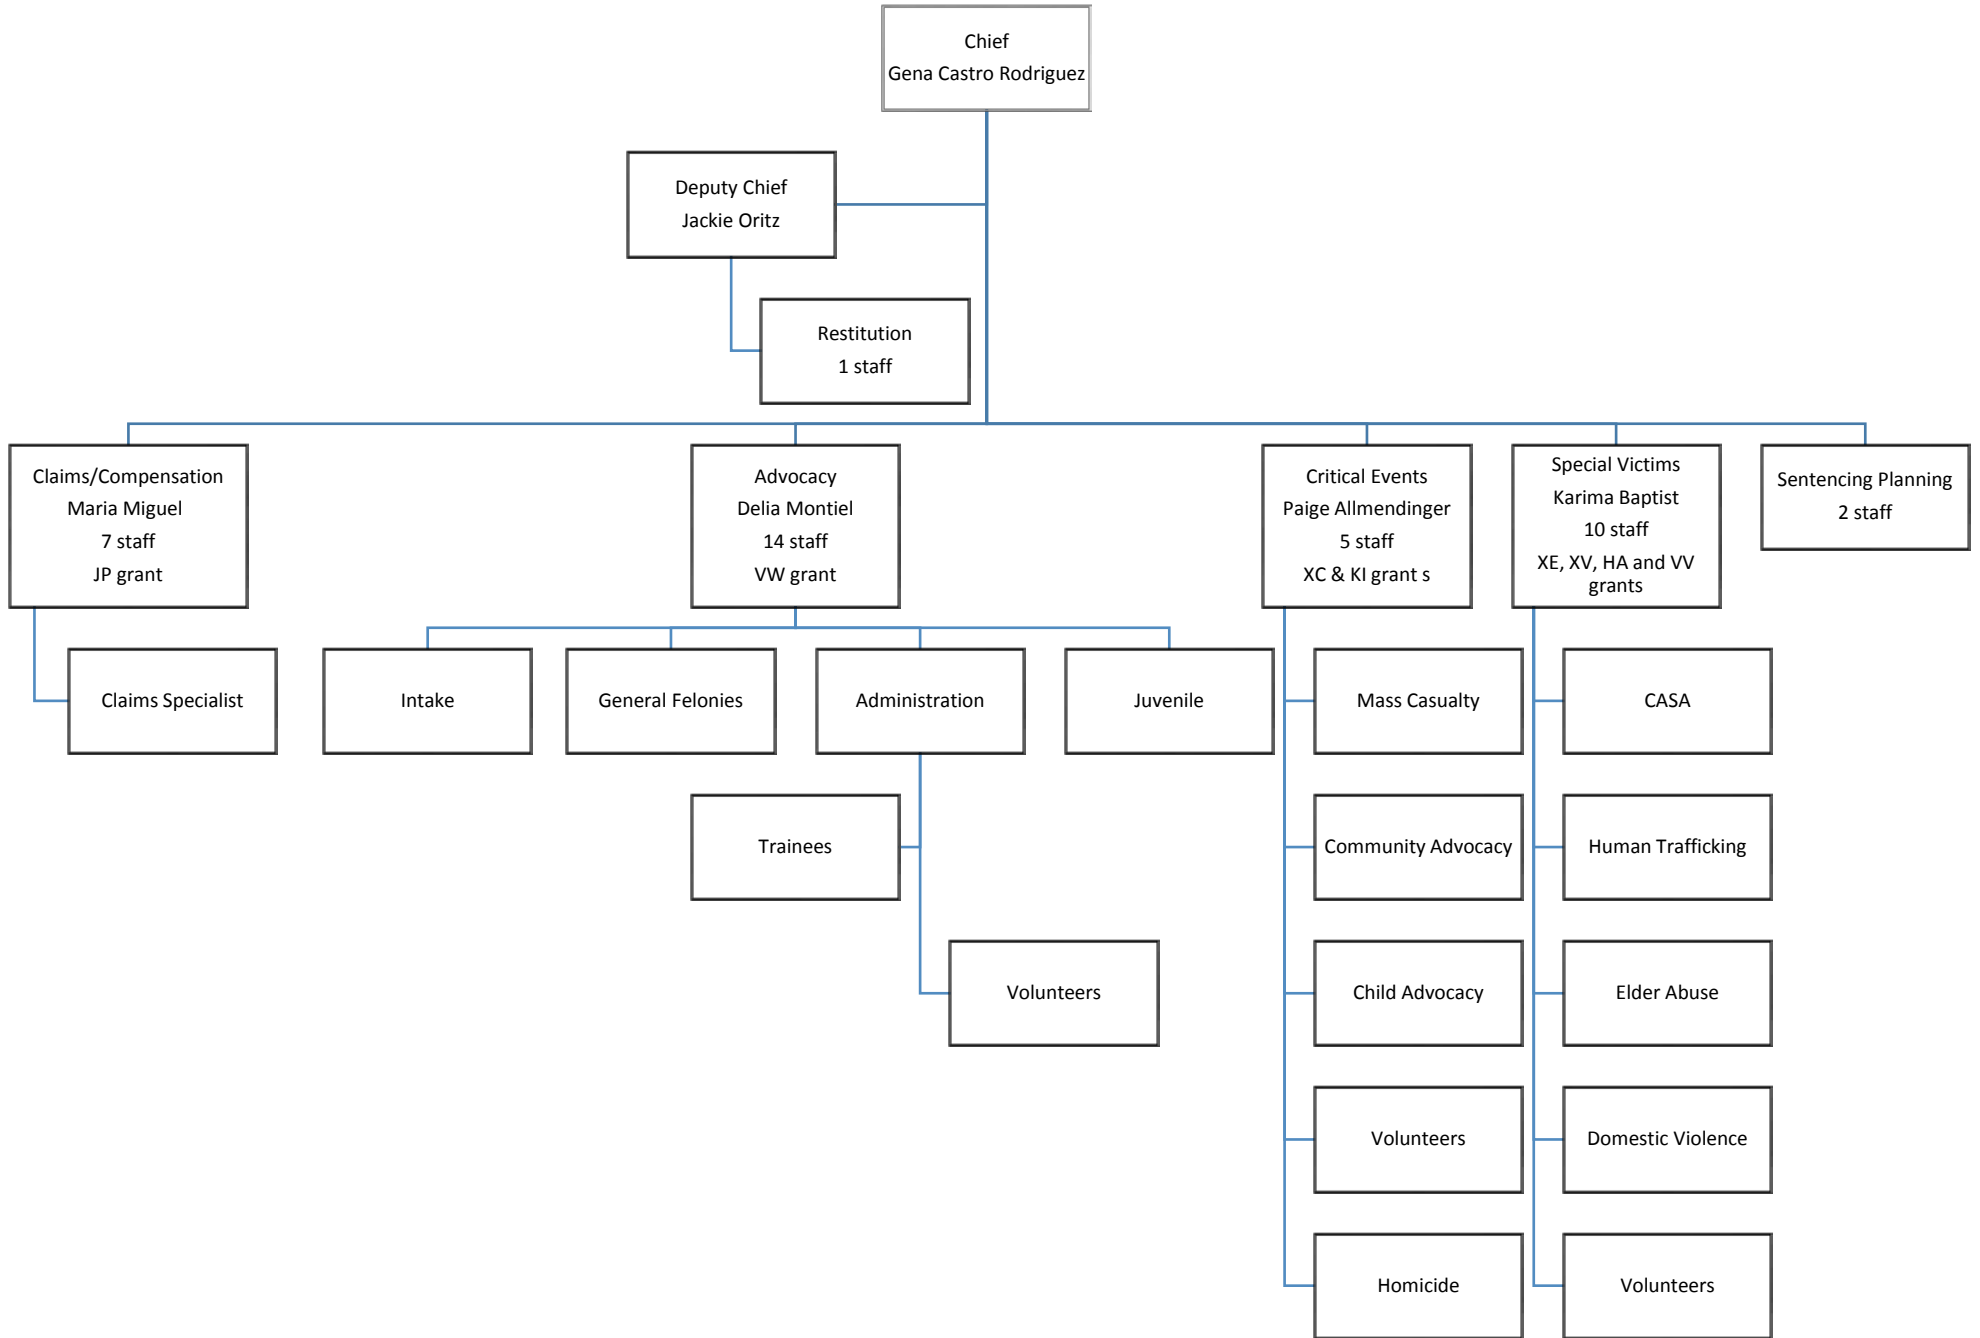 Chief
Gena Castro Rodriguez
Deputy Chief
Jackie Oritz
Restitution
1 staff
Claims/Compensation
Maria Miguel
7 staff
JP grant
Advocacy
Delia Montiel
14 staff
VW grant
Critical Events
Paige Allmendinger
5 staff
XC & KI grant s
Special Victims
Karima Baptist
10 staff
XE, XV, HA and VV
grants
Sentencing Planning
2 staff
Claims Specialist
Intake
General Felonies
Administration
Juvenile
Mass Casualty
CASA
Trainees
Community Advocacy
Human Trafficking
Volunteers
Child Advocacy
Elder Abuse
Volunteers
Domestic Violence
Homicide
Volunteers